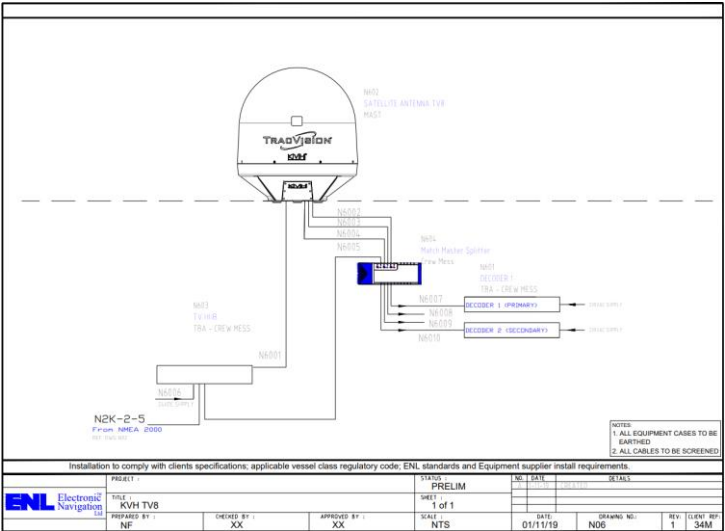 N602
SATELLITE ANTENNA TV8
MAST
TRACVISION
KVH
KVH
N6002
N6003
N6004
N6005
N604
Match Master Splitter
Crew Mess
N601
DECODER 1
TBA - CREW MESS
N603
TV HUB
TBA - CREW MESS
N6007
DECODER 1 (PRIMARY)
N6008
N6009
DECODER 2 (SECONDARY)
N6010
N6001
N6006
N2K-2-5
From NMEA 2000
NOTES:
1. ALL EQUIPMENT CASES TO BE
EARTHED
2. ALL CABLES TO BE SCREENED
Installation to comply with clients specifications; applicable vessel class regulatory code; ENL standards and Equipment supplier install requirements.
ENL Electronic Navigation Ltd
PROJECT :
STATUS :
PRELIM
NO. DATE DETAILS
CREATED
TITLE :
KVH TV8
SHEET :
1 of 1
PREPARED BY :
NF
CHECKED BY :
XX
APPROVED BY :
XX
SCALE :
NTS
DATE:
01/11/19
DRAWING NO.:
N06
REV:
1
CLIENT REF:
34M